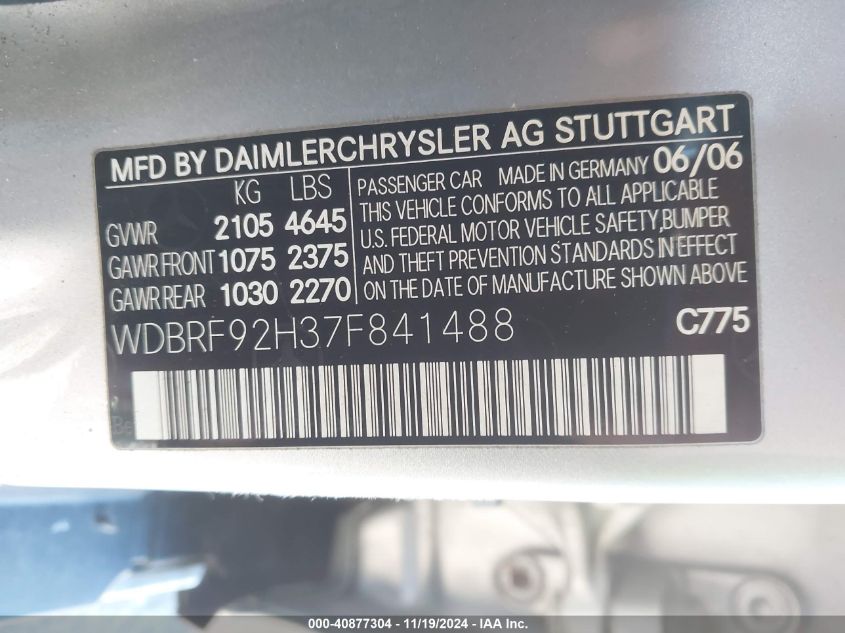 MFD BY DAIMLERCHRYSLER AG STUTTGART
KG LBS
GVWR 2105 4645
GAWR FRONT 1075 2375
GAWR REAR 1030 2270
PASSENGER CAR MADE IN GERMANY 06/06
THIS VEHICLE CONFORMS TO ALL APPLICABLE
U.S. FEDERAL MOTOR VEHICLE SAFETY, BUMPER
AND THEFT PREVENTION STANDARDS IN EFFECT
ON THE DATE OF MANUFACTURE SHOWN ABOVE
WDBRF92H37F841488 C775
000-40877304 - 11/19/2024 - IAA Inc.